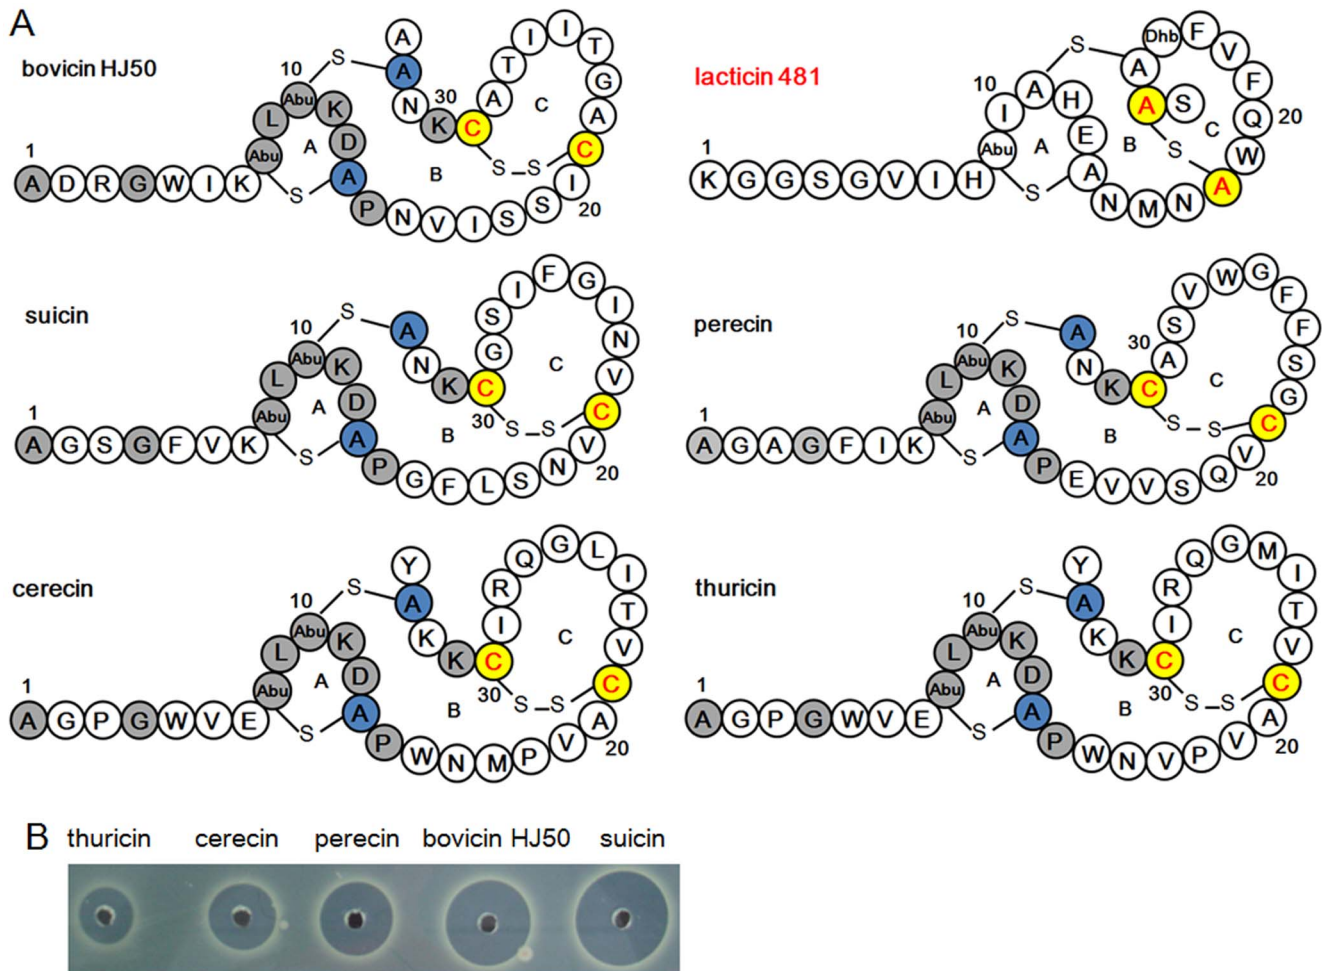 A
bovicin HJ50
1
10
20
30
A D R G W I K Abu L Abu K D A P N V I S S I C A G T I I T A C K N A A
S
S
S S
A
B
C
lacticin 481
1
10
20
K G G S G V I H Abu I A H E A N M N A W Q F V F Dhb A A S
S
S
S
A
B
C
suicin
1
10
20
30
A G S G F V K Abu L Abu K D A P G F L S N V C V N I G F I S G C K N A
S
S
S S
A
B
C
perecin
1
10
20
30
A G A G F I K Abu L Abu K D A P E V V S Q V C G S F F G W V S A C K N A
S
S
S S
A
B
C
cerecin
1
10
20
30
A G P G W V E Abu L Abu K D A P W N M P V A C V T I L G Q R I C K K A Y
S
S
S S
A
B
C
thuricin
1
10
20
30
A G P G W V E Abu L Abu K D A P W N V P V A C V T I M G Q R I C K K A Y
S
S
S S
A
B
C
B
thuricin cerecin perecin bovicin HJ50 suicin